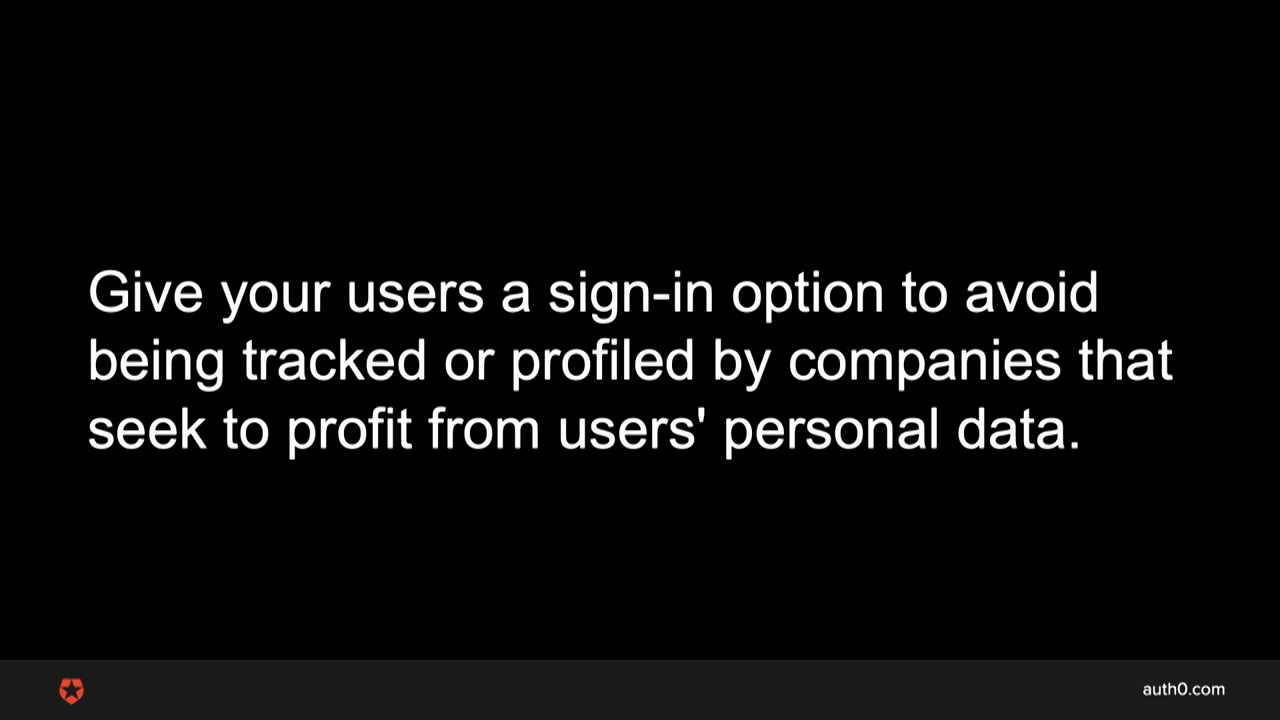 Give your users a sign-in option to avoid
being tracked or profiled by companies that
seek to profit from users' personal data.
auth0.com